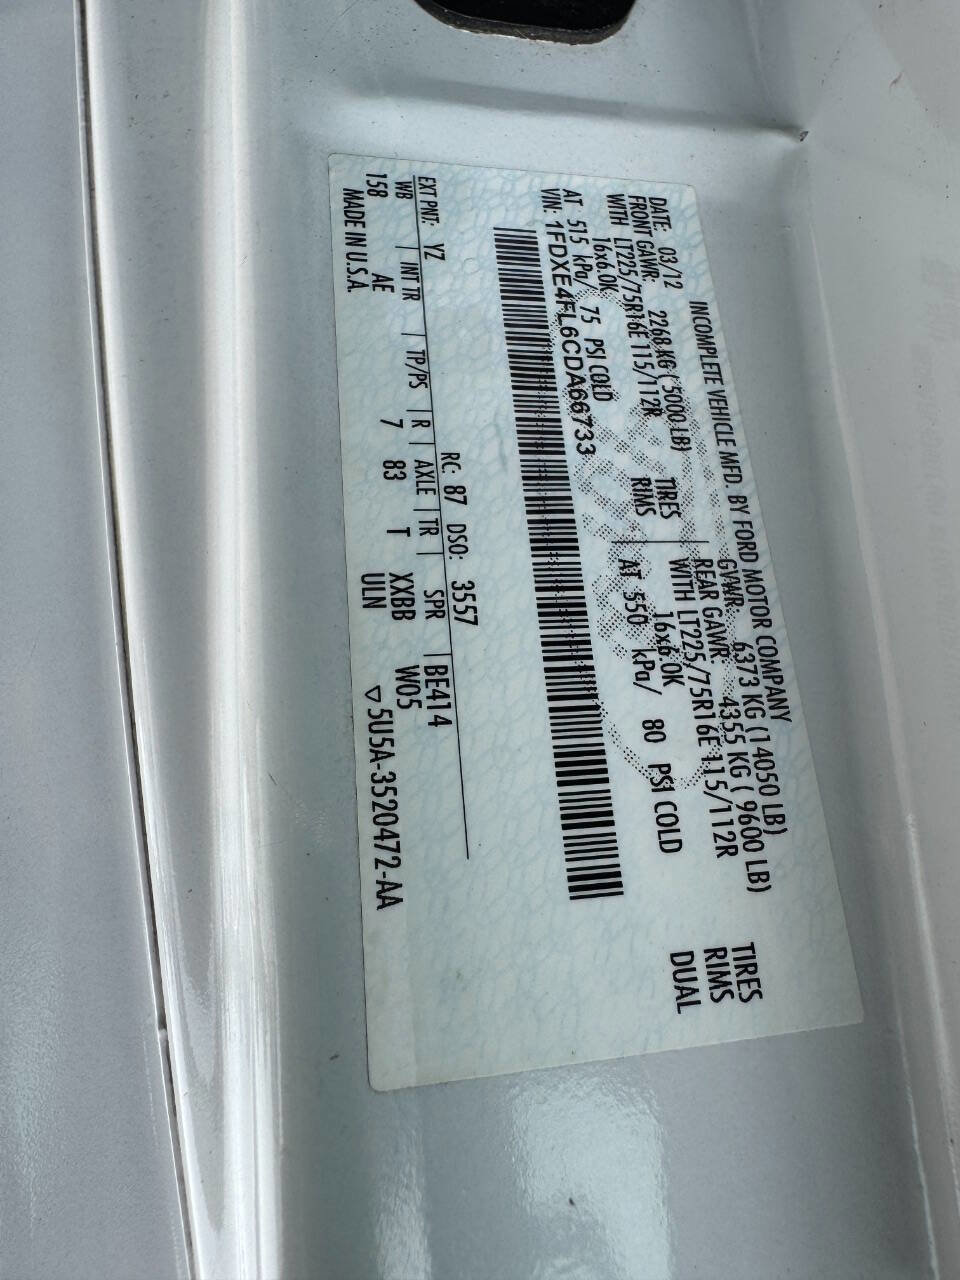 INCOMPLETE VEHICLE MFD. BY FORD MOTOR COMPANY
DATE: 03/12 GVWR: 6373 KG (14050 LB)
FRONT GAWR: 2268 KG (5000 LB) REAR GAWR: 4355 KG (9600 LB)
WITH LT225/75R16E 115/112R TIRES WITH LT225/75R16E 115/112R TIRES
16x6.0K RIMS 16x6.0K RIMS
AT 515 kPa/ 75 PSI COLD AT 550 kPa/ 80 PSI COLD DUAL
VIN: 1FDXE4FL6CDA66733
RC: 87 DSO: 3557
EXT PNT: YZ BE414
WB INT TR TP/PS R AXLE TR SPR W05
158 AE 7 83 T XXBB
ULN
MADE IN U.S.A. ▽5U5A-3520472-AA